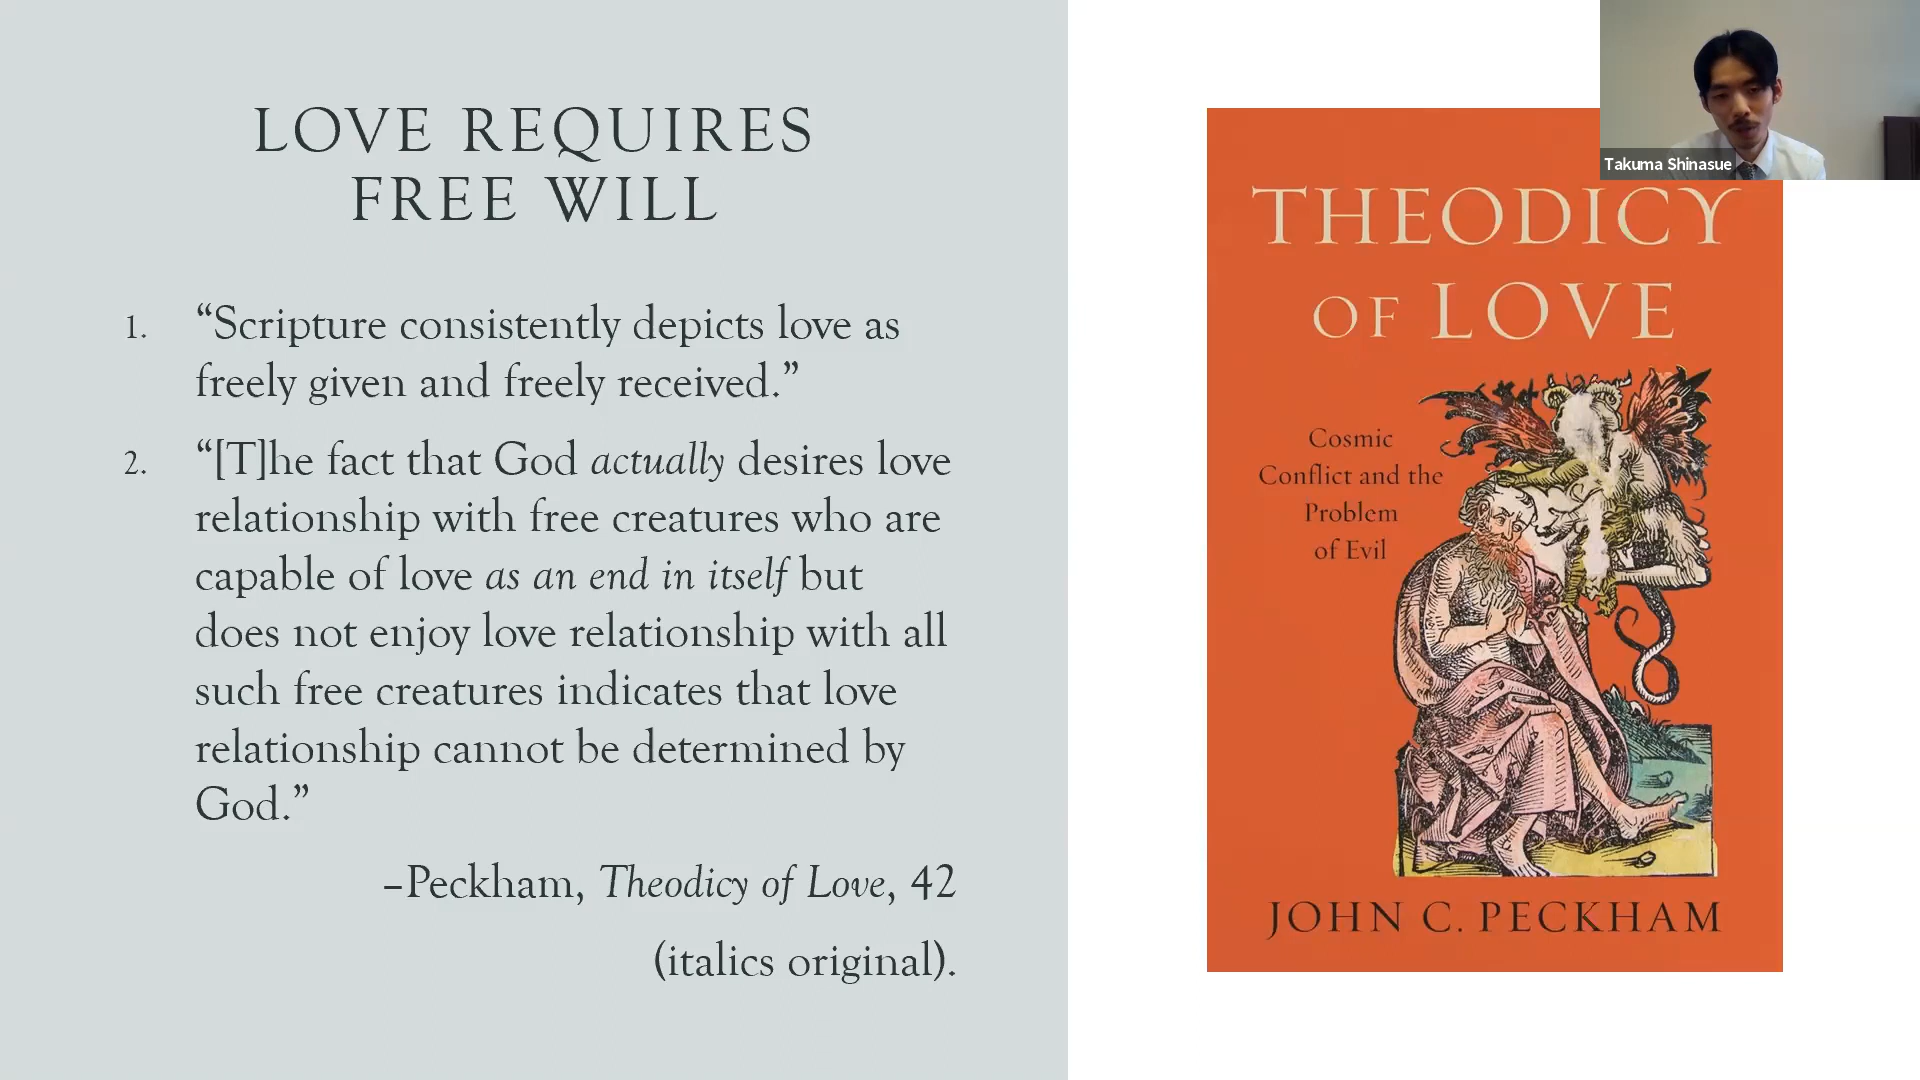 LOVE REQUIRES
FREE WILL
1. “Scripture consistently depicts love as
freely given and freely received.”
2. “[T]he fact that God actually desires love
relationship with free creatures who are
capable of love as an end in itself but
does not enjoy love relationship with all
such free creatures indicates that love
relationship cannot be determined by
God.”
–Peckham, Theodicy of Love, 42
(italics original).
Takuma Shinasue
THEODICY
OF LOVE
Cosmic
Conflict and the
Problem
of Evil
JOHN C. PECKHAM